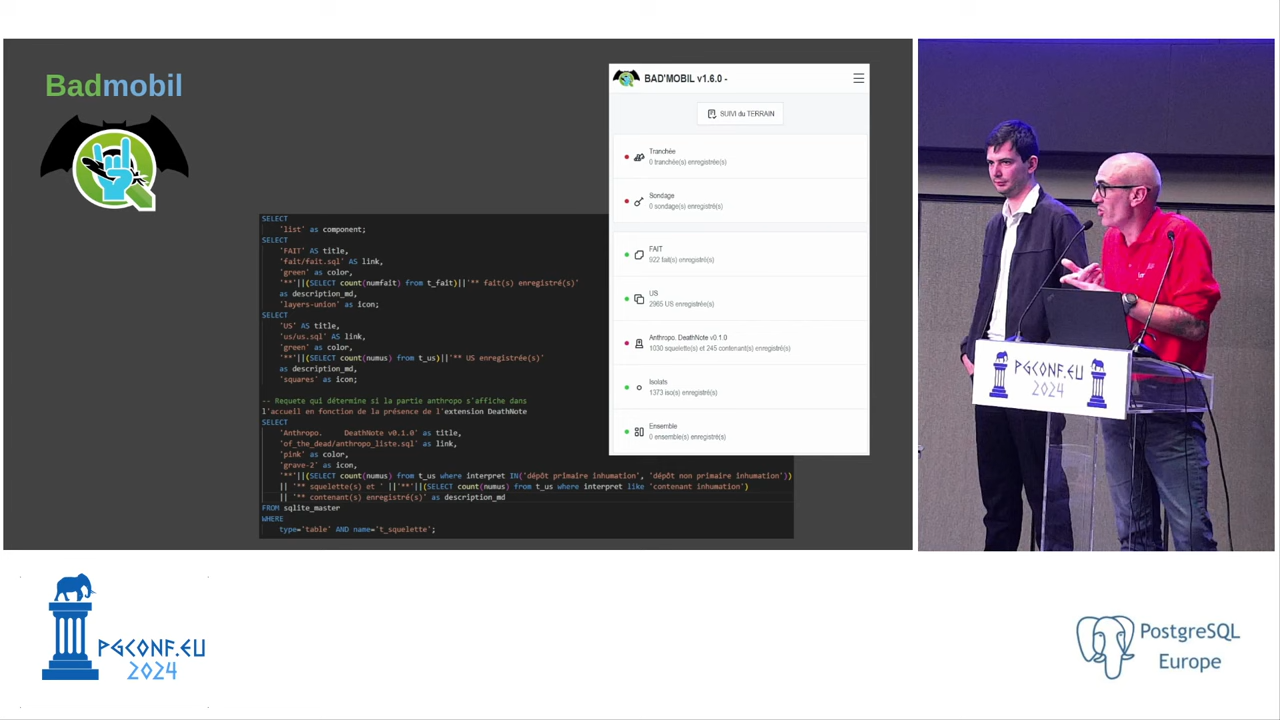 Badmobil
SELECT
'list' as component;
SELECT
'FAIT' AS title,
'fait/fait.sql' AS link,
'green' as color,
'**'||(SELECT count(numfait) from t_fait)||'** fait(s) enregistré(s)'
as description_md,
'layers-union' as icon;
SELECT
'US' AS title,
'us/us.sql' AS link,
'green' as color,
'**'||(SELECT count(numus) from t_us)||'** US enregistrée(s)'
as description_md,
'squares' as icon;
-- Requete qui détermine si la partie anthropo s'affiche dans
l'accueil en fonction de la présence de l'extension DeathNote
SELECT
'Anthropo. DeathNote v0.1.0' as title,
'of_the_dead/anthropo_liste.sql' as link,
'pink' as color,
'grave-2' as icon,
'**'||(SELECT count(numus) from t_us where interpret IN('dépôt primaire inhumation', 'dépôt non primaire inhumation'))
|| '** squelette(s) et ' ||'**'||(SELECT count(numus) from t_us where interpret like 'contenant inhumation')
|| '** contenant(s) enregistré(s)' as description_md
FROM sqlite_master
WHERE
type='table' AND name='t_squelette';
BAD'MOBIL v1.6.0 -
SUIVI du TERRAIN
Tranchée
0 tranchée(s) enregistrée(s)
Sondage
0 sondage(s) enregistré(s)
FAIT
922 fait(s) enregistré(s)
US
2965 US enregistrée(s)
Anthropo. DeathNote v0.1.0
1030 squelette(s) et 245 contenant(s) enregistré(s)
Isolats
1373 iso(s) enregistré(s)
Ensemble
0 ensemble(s) enregistré(s)
PGCONF.EU
2024
PGCONF.EU
2024
PostgreSQL
Europe